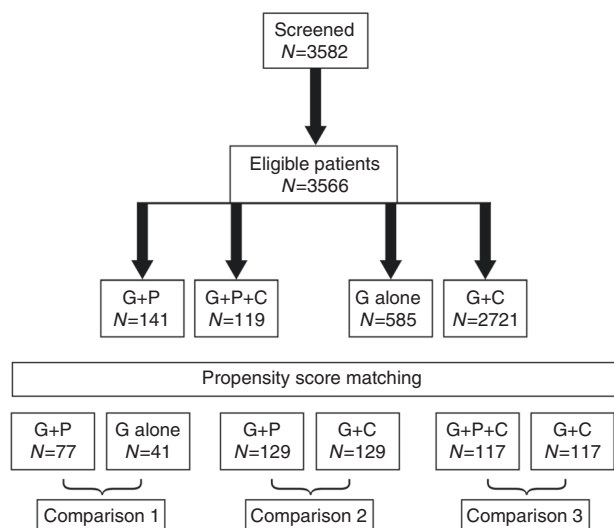 Screened
N=3582
Eligible patients
N=3566
G+P
N=141
G+P+C
N=119
G alone
N=585
G+C
N=2721
Propensity score matching
G+P
N=77
G alone
N=41
G+P
N=129
G+C
N=129
G+P+C
N=117
G+C
N=117
Comparison 1
Comparison 2
Comparison 3